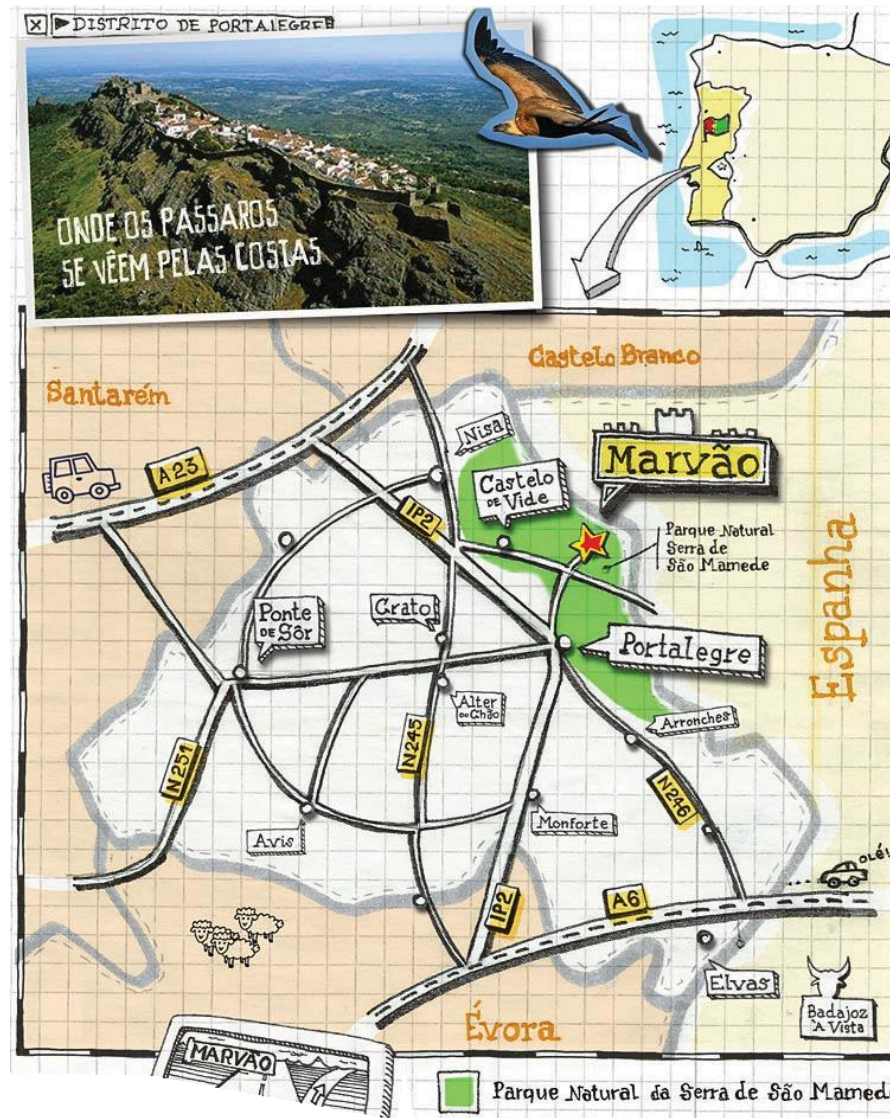 DISTRITO DE PORTALEGRE
ONDE OS PASSAROS
SE VÊEM PELAS COSTAS
Castelo Branco
Santarém
Nisa
Marvão
A23
Castelo
DE Vide
IP2
Parque Natural
Serra de
São Mamede
Espanha
Ponte
DE Sôr
Crato
Portalegre
Alter
DO Chão
Arronches
N245
N251
N246
Avis
Monforte
OLÉ!
IP2
A6
Elvas
Badajoz
À Vista
Évora
MARVÃO
Parque Natural da Serra de São Mamed